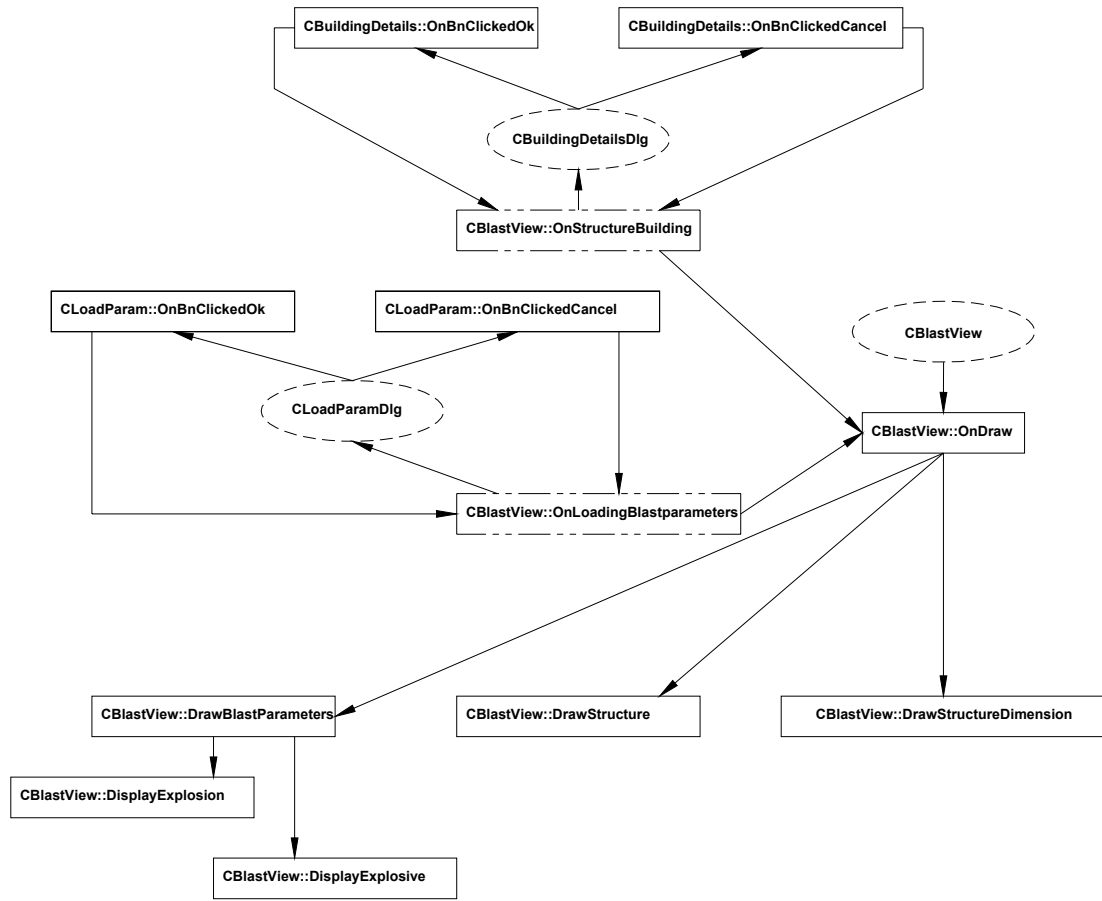 CBuildingDetails::OnBnClickedOk
CBuildingDetails::OnBnClickedCancel
CBuildingDetailsDlg
CBlastView::OnStructureBuilding
CLoadParam::OnBnClickedOk
CLoadParam::OnBnClickedCancel
CBlastView
CLoadParamDlg
CBlastView::OnDraw
CBlastView::OnLoadingBlastparameters
CBlastView::DrawBlastParameters
CBlastView::DrawStructure
CBlastView::DrawStructureDimension
CBlastView::DisplayExplosion
CBlastView::DisplayExplosive